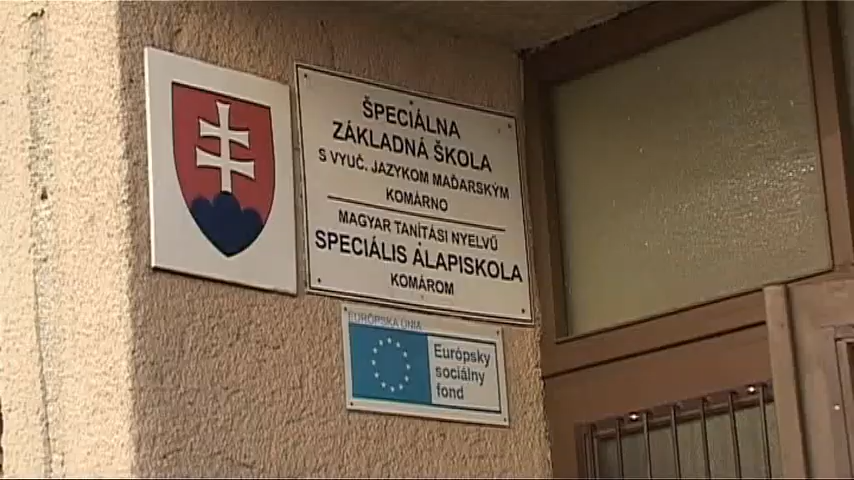 ŠPECIÁLNA
ZÁKLADNÁ ŠKOLA
S VYUČ. JAZYKOM MAĎARSKÝM
KOMÁRNO
MAGYAR TANÍTÁSI NYELVŰ
SPECIÁLIS ALAPISKOLA
KOMÁROM
EURÓPSKA ÚNIA
Európsky
sociálny
fond